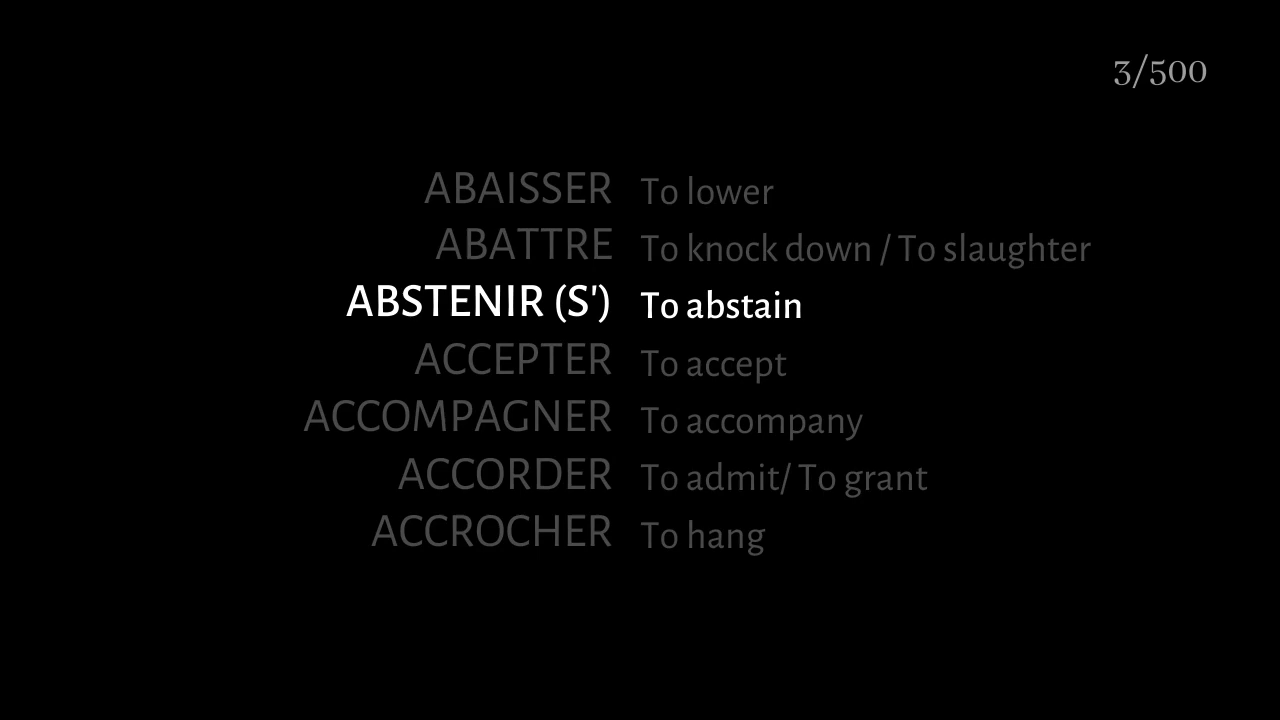 3/500
ABAISSER To lower
ABATTRE To knock down / To slaughter
ABSTENIR (S') To abstain
ACCEPTER To accept
ACCOMPAGNER To accompany
ACCORDER To admit/ To grant
ACCROCHER To hang